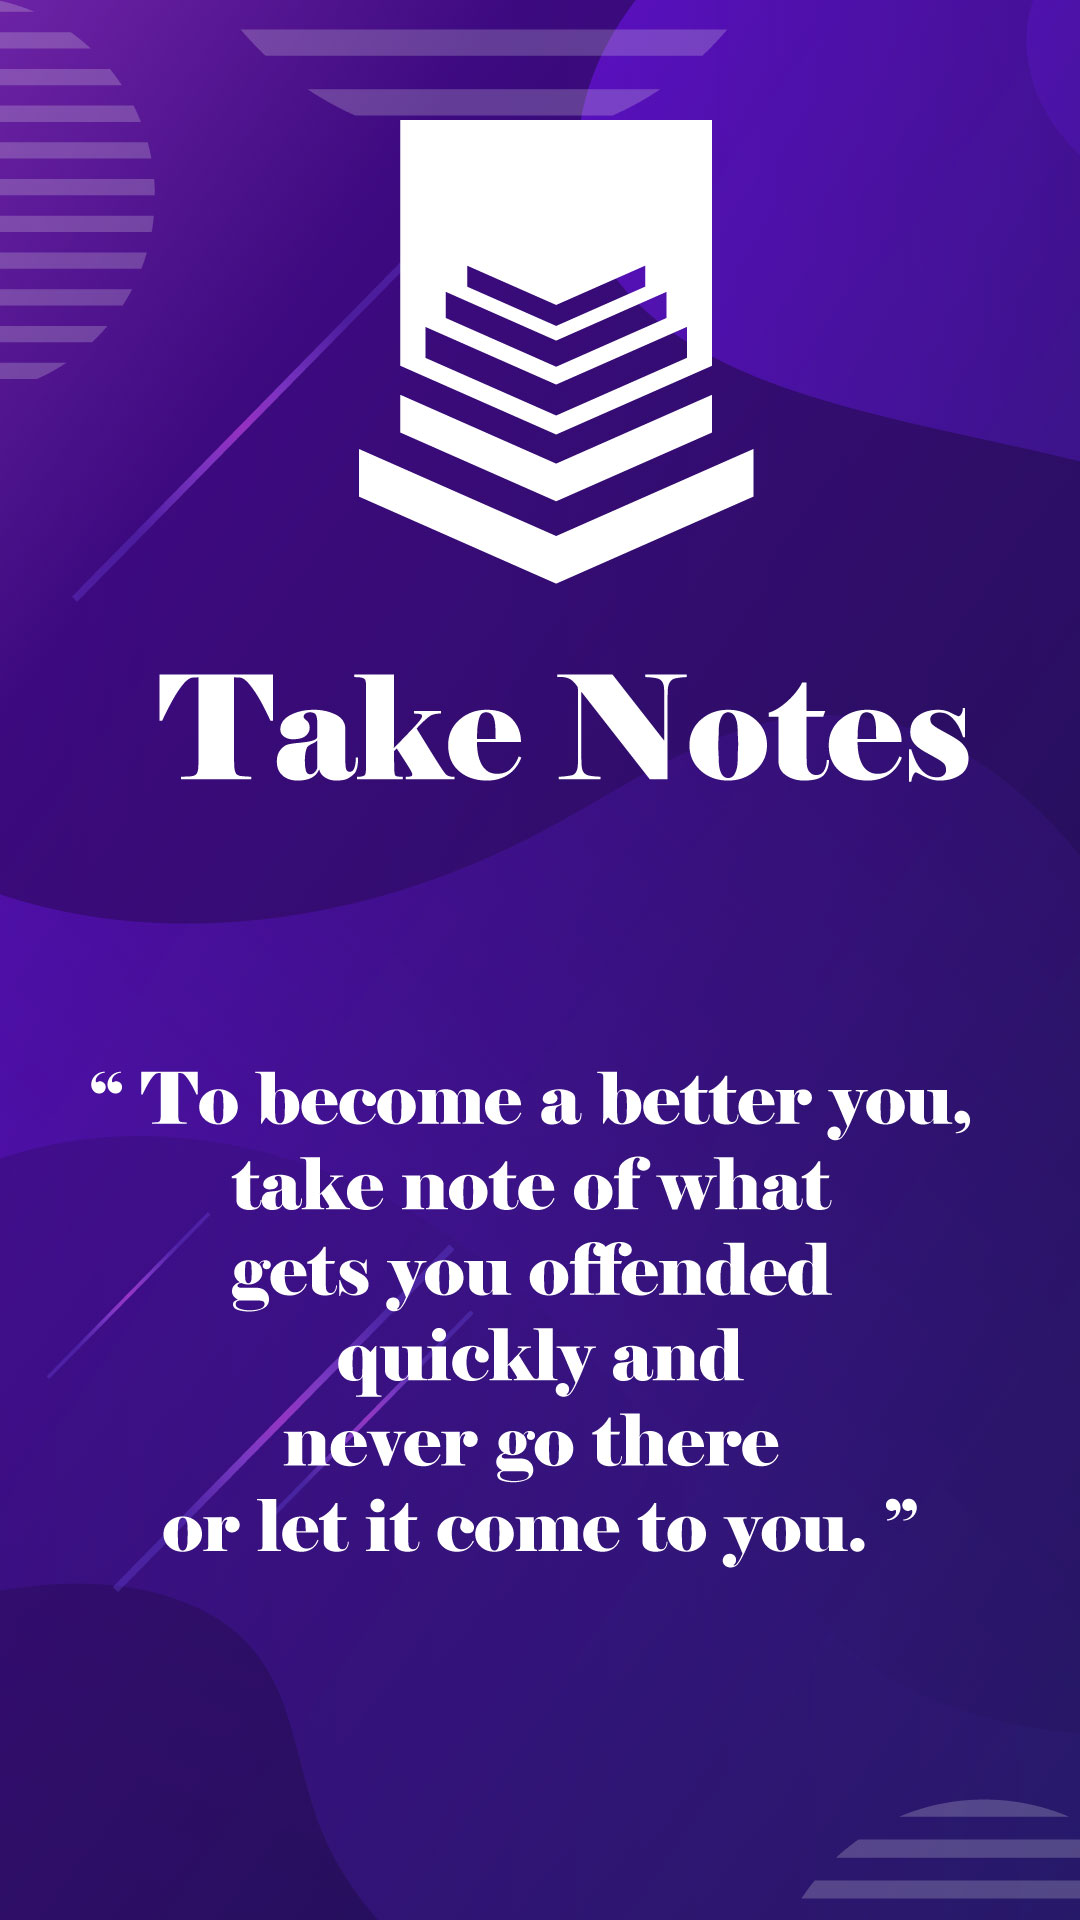 Take Notes
“ To become a better you,
take note of what
gets you offended
quickly and
never go there
or let it come to you. ”